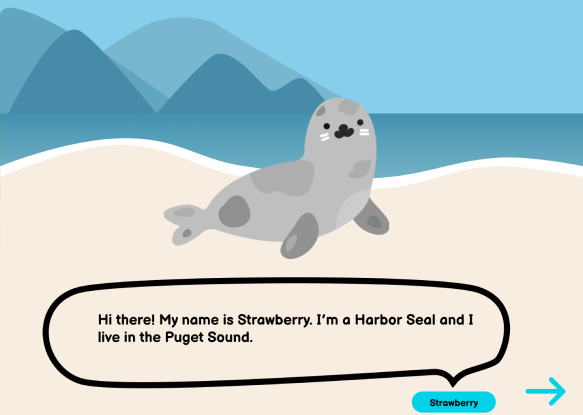 Hi there! My name is Strawberry. I'm a Harbor Seal and I
live in the Puget Sound.
Strawberry